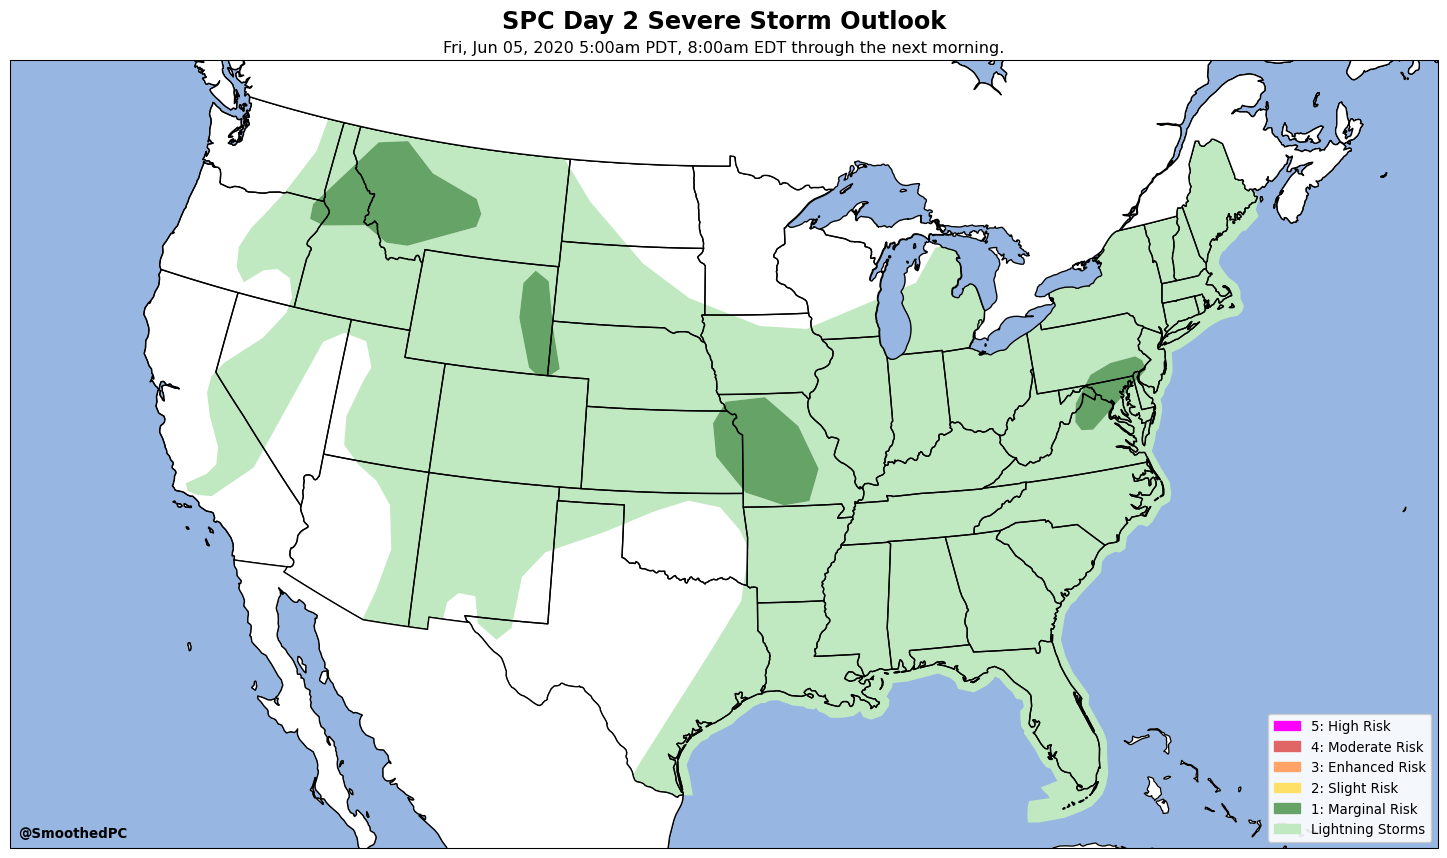 SPC Day 2 Severe Storm Outlook
Fri, Jun 05, 2020 5:00am PDT, 8:00am EDT through the next morning.
5: High Risk
4: Moderate Risk
3: Enhanced Risk
2: Slight Risk
1: Marginal Risk
Lightning Storms
@SmoothedPC